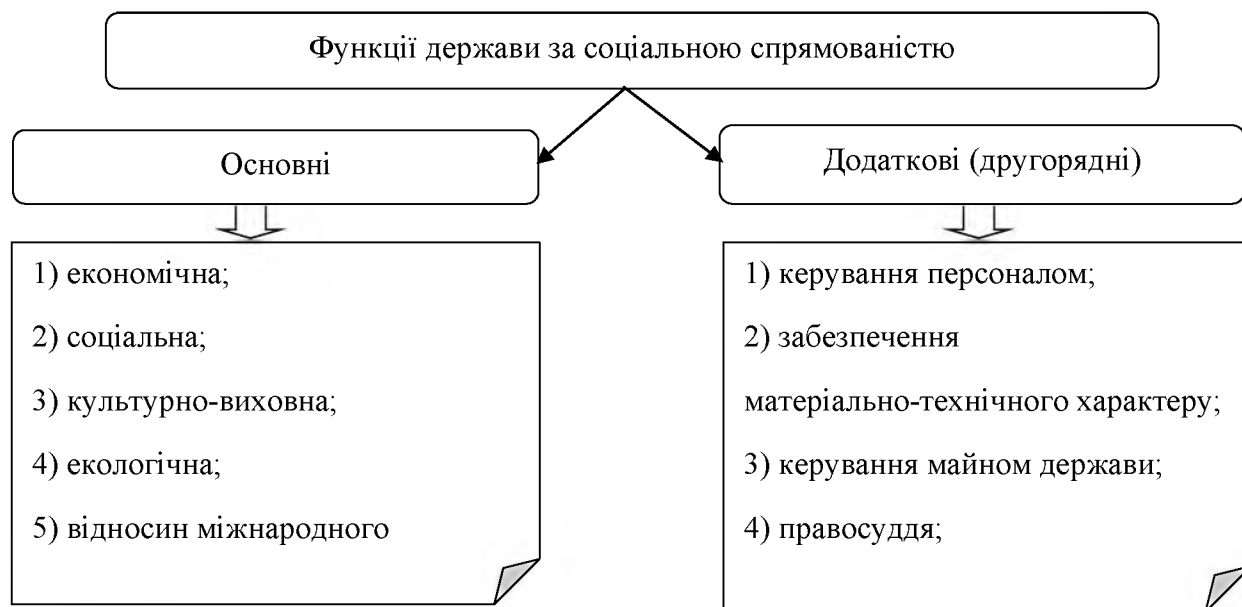 Функції держави за соціальною спрямованістю
Основні
Додаткові (другорядні)
1) економічна;
2) соціальна;
3) культурно-виховна;
4) екологічна;
5) відносин міжнародного
1) керування персоналом;
2) забезпечення
матеріально-технічного характеру;
3) керування майном держави;
4) правосуддя;